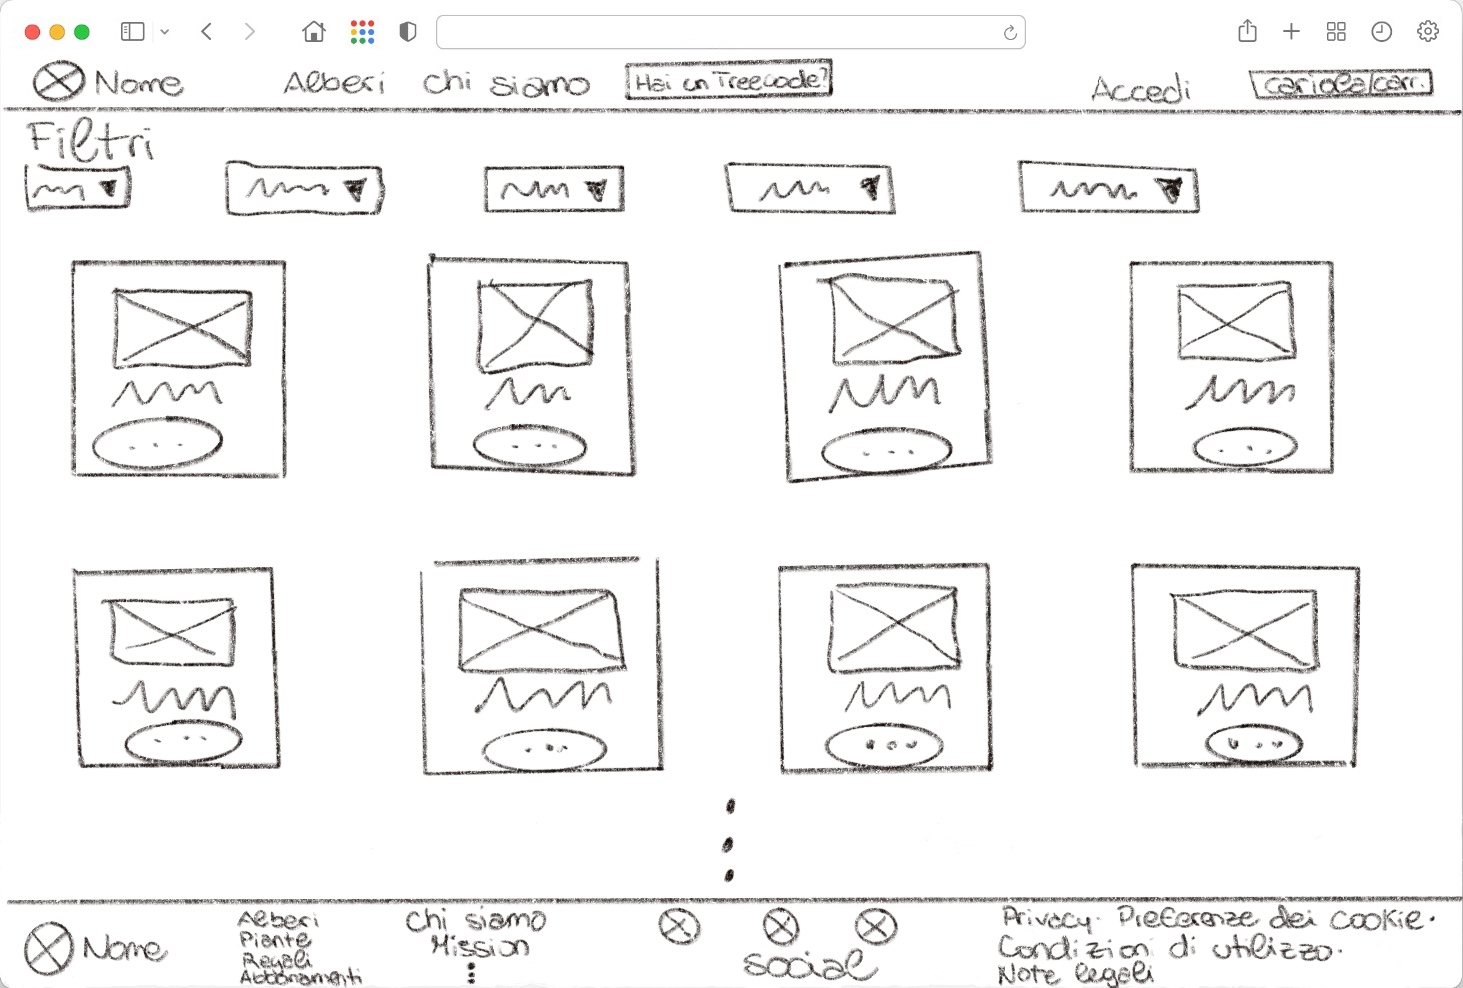 Nome
Alberi
Chi siamo
Hai un TreeCode?
Accedi
cariola/carr.
Filtri
Nome
Alberi
Piante
Regali
Abbonamenti
Chi siamo
Mission
social
Privacy · Preferenze dei cookie ·
Condizioni di utilizzo ·
Note legali